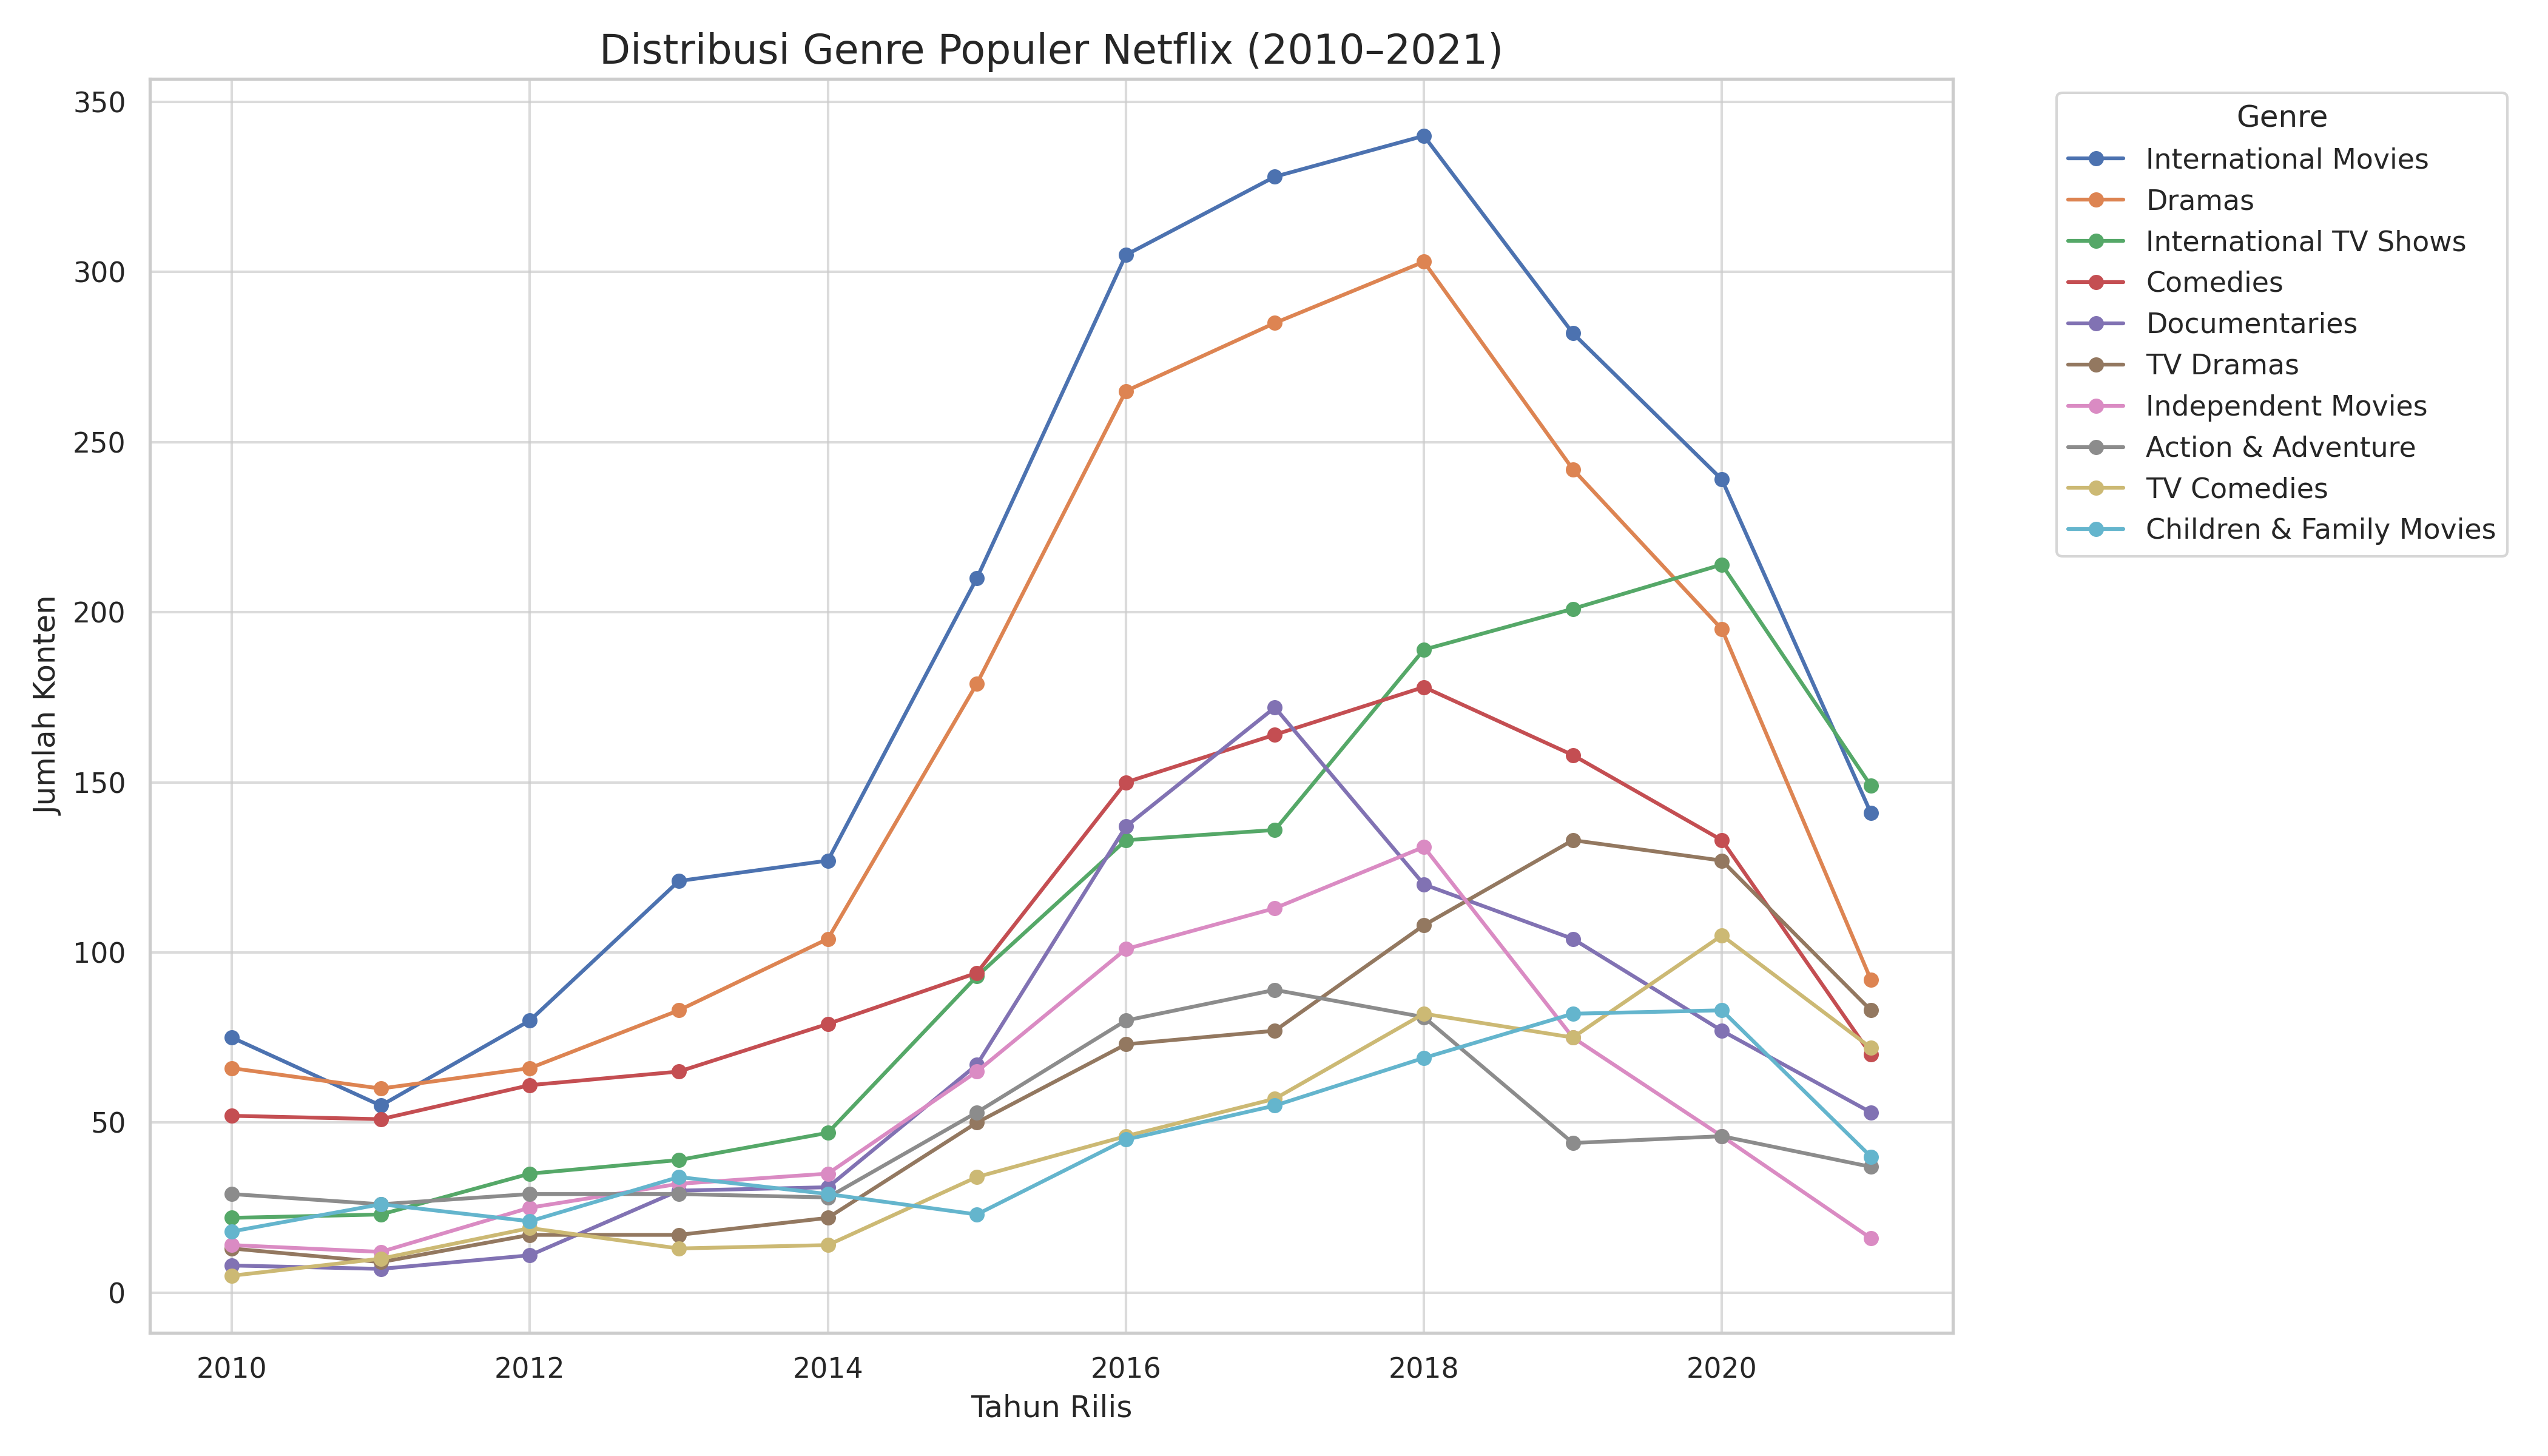 Distribusi Genre Populer Netflix (2010–2021)
350
300
250
200
150
100
50
0
Jumlah Konten
2010
2012
2014
2016
2018
2020
Tahun Rilis
Genre
International Movies
Dramas
International TV Shows
Comedies
Documentaries
TV Dramas
Independent Movies
Action & Adventure
TV Comedies
Children & Family Movies